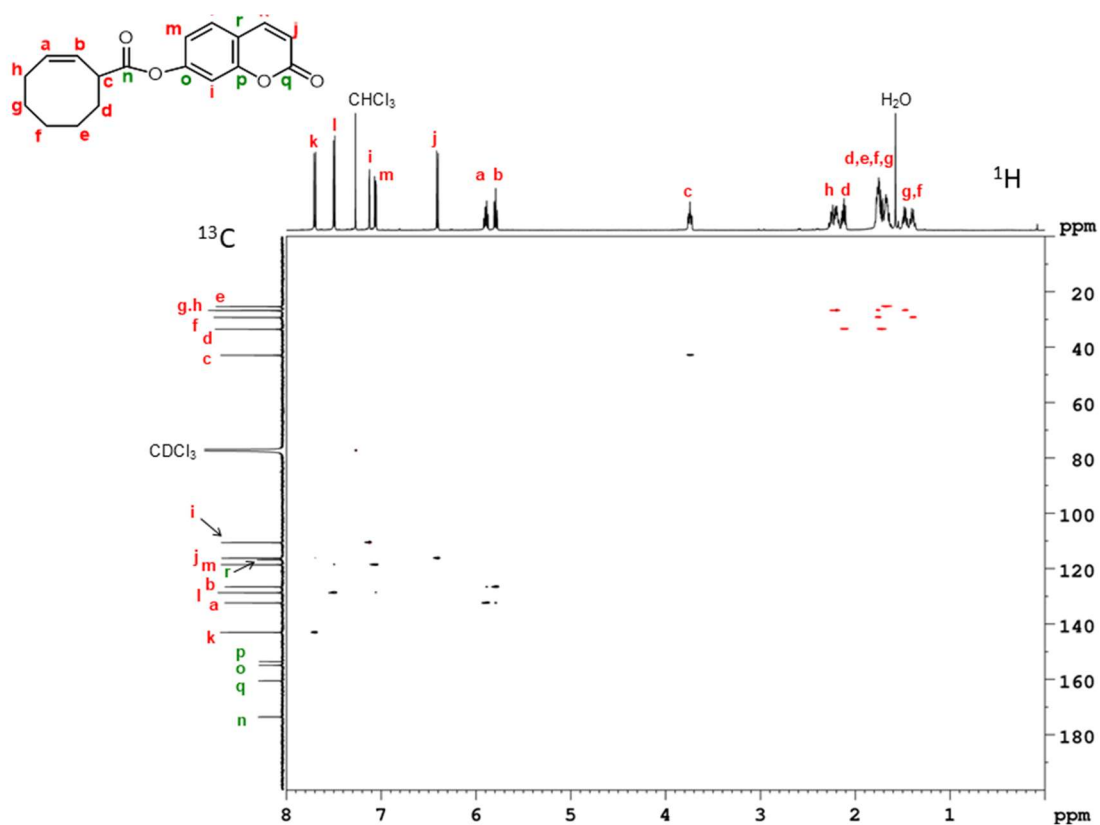 r
m
j
a b O
h c n O o p O q O
i
g d
f e
CHCl3 H2O
l
k i j d,e,f,g
m a b c h d g,f 1H
13C ppm
e
g.h 20
f
d
c 40
60
CDCl3 80
100
i
j
m 120
r
b
l
a
k 140
p
o 160
q
n 180
8 7 6 5 4 3 2 1 ppm